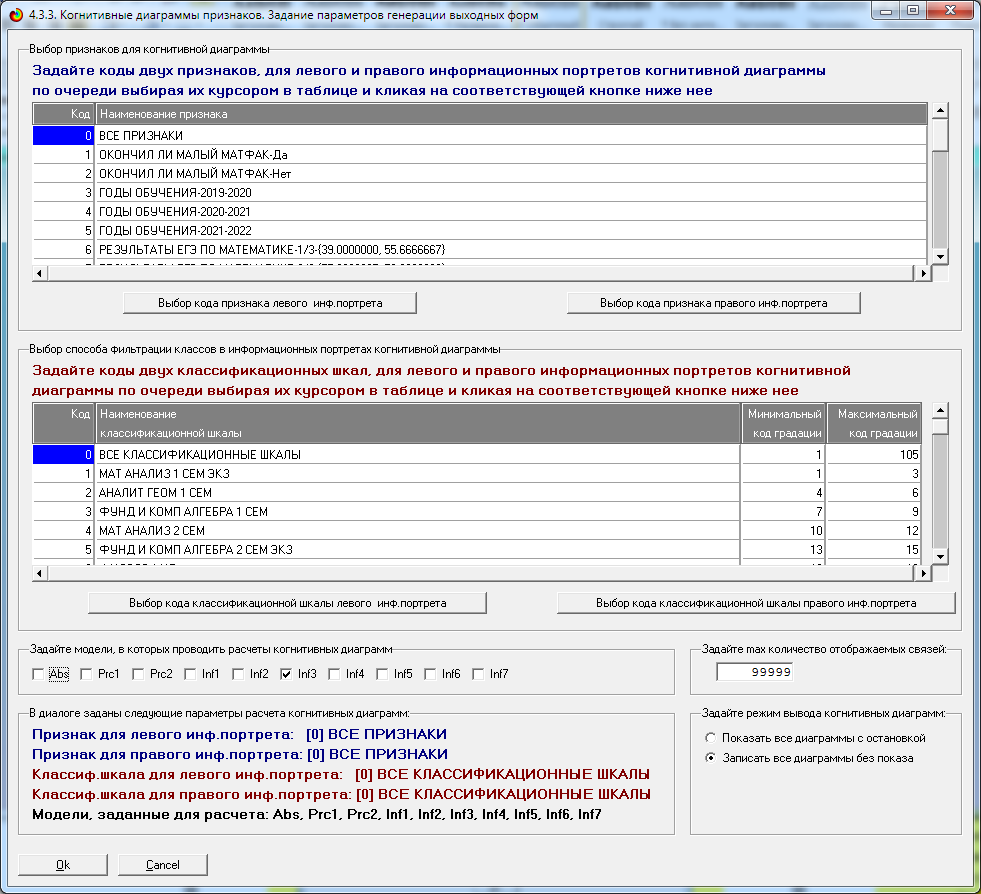 4.3.3. Когнитивные диаграммы признаков. Задание параметров генерации выходных форм
Выбор признаков для когнитивной диаграммы
Задайте коды двух признаков, для левого и правого информационных портретов когнитивной диаграммы
по очереди выбирая их курсором в таблице и кликая на соответствующей кнопке ниже нее
Код Наименование признака
0 ВСЕ ПРИЗНАКИ
1 ОКОНЧИЛ ЛИ МАЛЫЙ МАТФАК-Да
2 ОКОНЧИЛ ЛИ МАЛЫЙ МАТФАК-Нет
3 ГОДЫ ОБУЧЕНИЯ-2019-2020
4 ГОДЫ ОБУЧЕНИЯ-2020-2021
5 ГОДЫ ОБУЧЕНИЯ-2021-2022
6 РЕЗУЛЬТАТЫ ЕГЭ ПО МАТЕМАТИКЕ-1/3-{39.0000000, 55.6666667}
Выбор кода признака левого инф.портрета Выбор кода признака правого инф.портрета
Выбор способа фильтрации классов в информационных портретах когнитивной диаграммы
Задайте коды двух классификационных шкал, для левого и правого информационных портретов когнитивной
диаграммы по очереди выбирая их курсором в таблице и кликая на соответствующей кнопке ниже нее
Код Наименование Минимальный Максимальный
классификационной шкалы код градации код градации
0 ВСЕ КЛАССИФИКАЦИОННЫЕ ШКАЛЫ 1 105
1 МАТ АНАЛИЗ 1 СЕМ ЭКЗ 1 3
2 АНАЛИТ ГЕОМ 1 СЕМ 4 6
3 ФУНД И КОМП АЛГЕБРА 1 СЕМ 7 9
4 МАТ АНАЛИЗ 2 СЕМ 10 12
5 ФУНД И КОМП АЛГЕБРА 2 СЕМ ЭКЗ 13 15
Выбор кода классификационной шкалы левого инф.портрета Выбор кода классификационной шкалы правого инф.портрета
Задайте модели, в которых проводить расчеты когнитивных диаграмм Задайте max количество отображаемых связей:
Abs Prc1 Prc2 Inf1 Inf2 Inf3 Inf4 Inf5 Inf6 Inf7 99999
В диалоге заданы следующие параметры расчета когнитивных диаграмм: Задайте режим вывода когнитивных диаграмм:
Признак для левого инф.портрета: [0] ВСЕ ПРИЗНАКИ Показать все диаграммы с остановкой
Признак для правого инф.портрета: [0] ВСЕ ПРИЗНАКИ Записать все диаграммы без показа
Классиф.шкала для левого инф.портрета: [0] ВСЕ КЛАССИФИКАЦИОННЫЕ ШКАЛЫ
Классиф.шкала для правого инф.портрета: [0] ВСЕ КЛАССИФИКАЦИОННЫЕ ШКАЛЫ
Модели, заданные для расчета: Abs, Prc1, Prc2, Inf1, Inf2, Inf3, Inf4, Inf5, Inf6, Inf7
Ok Cancel